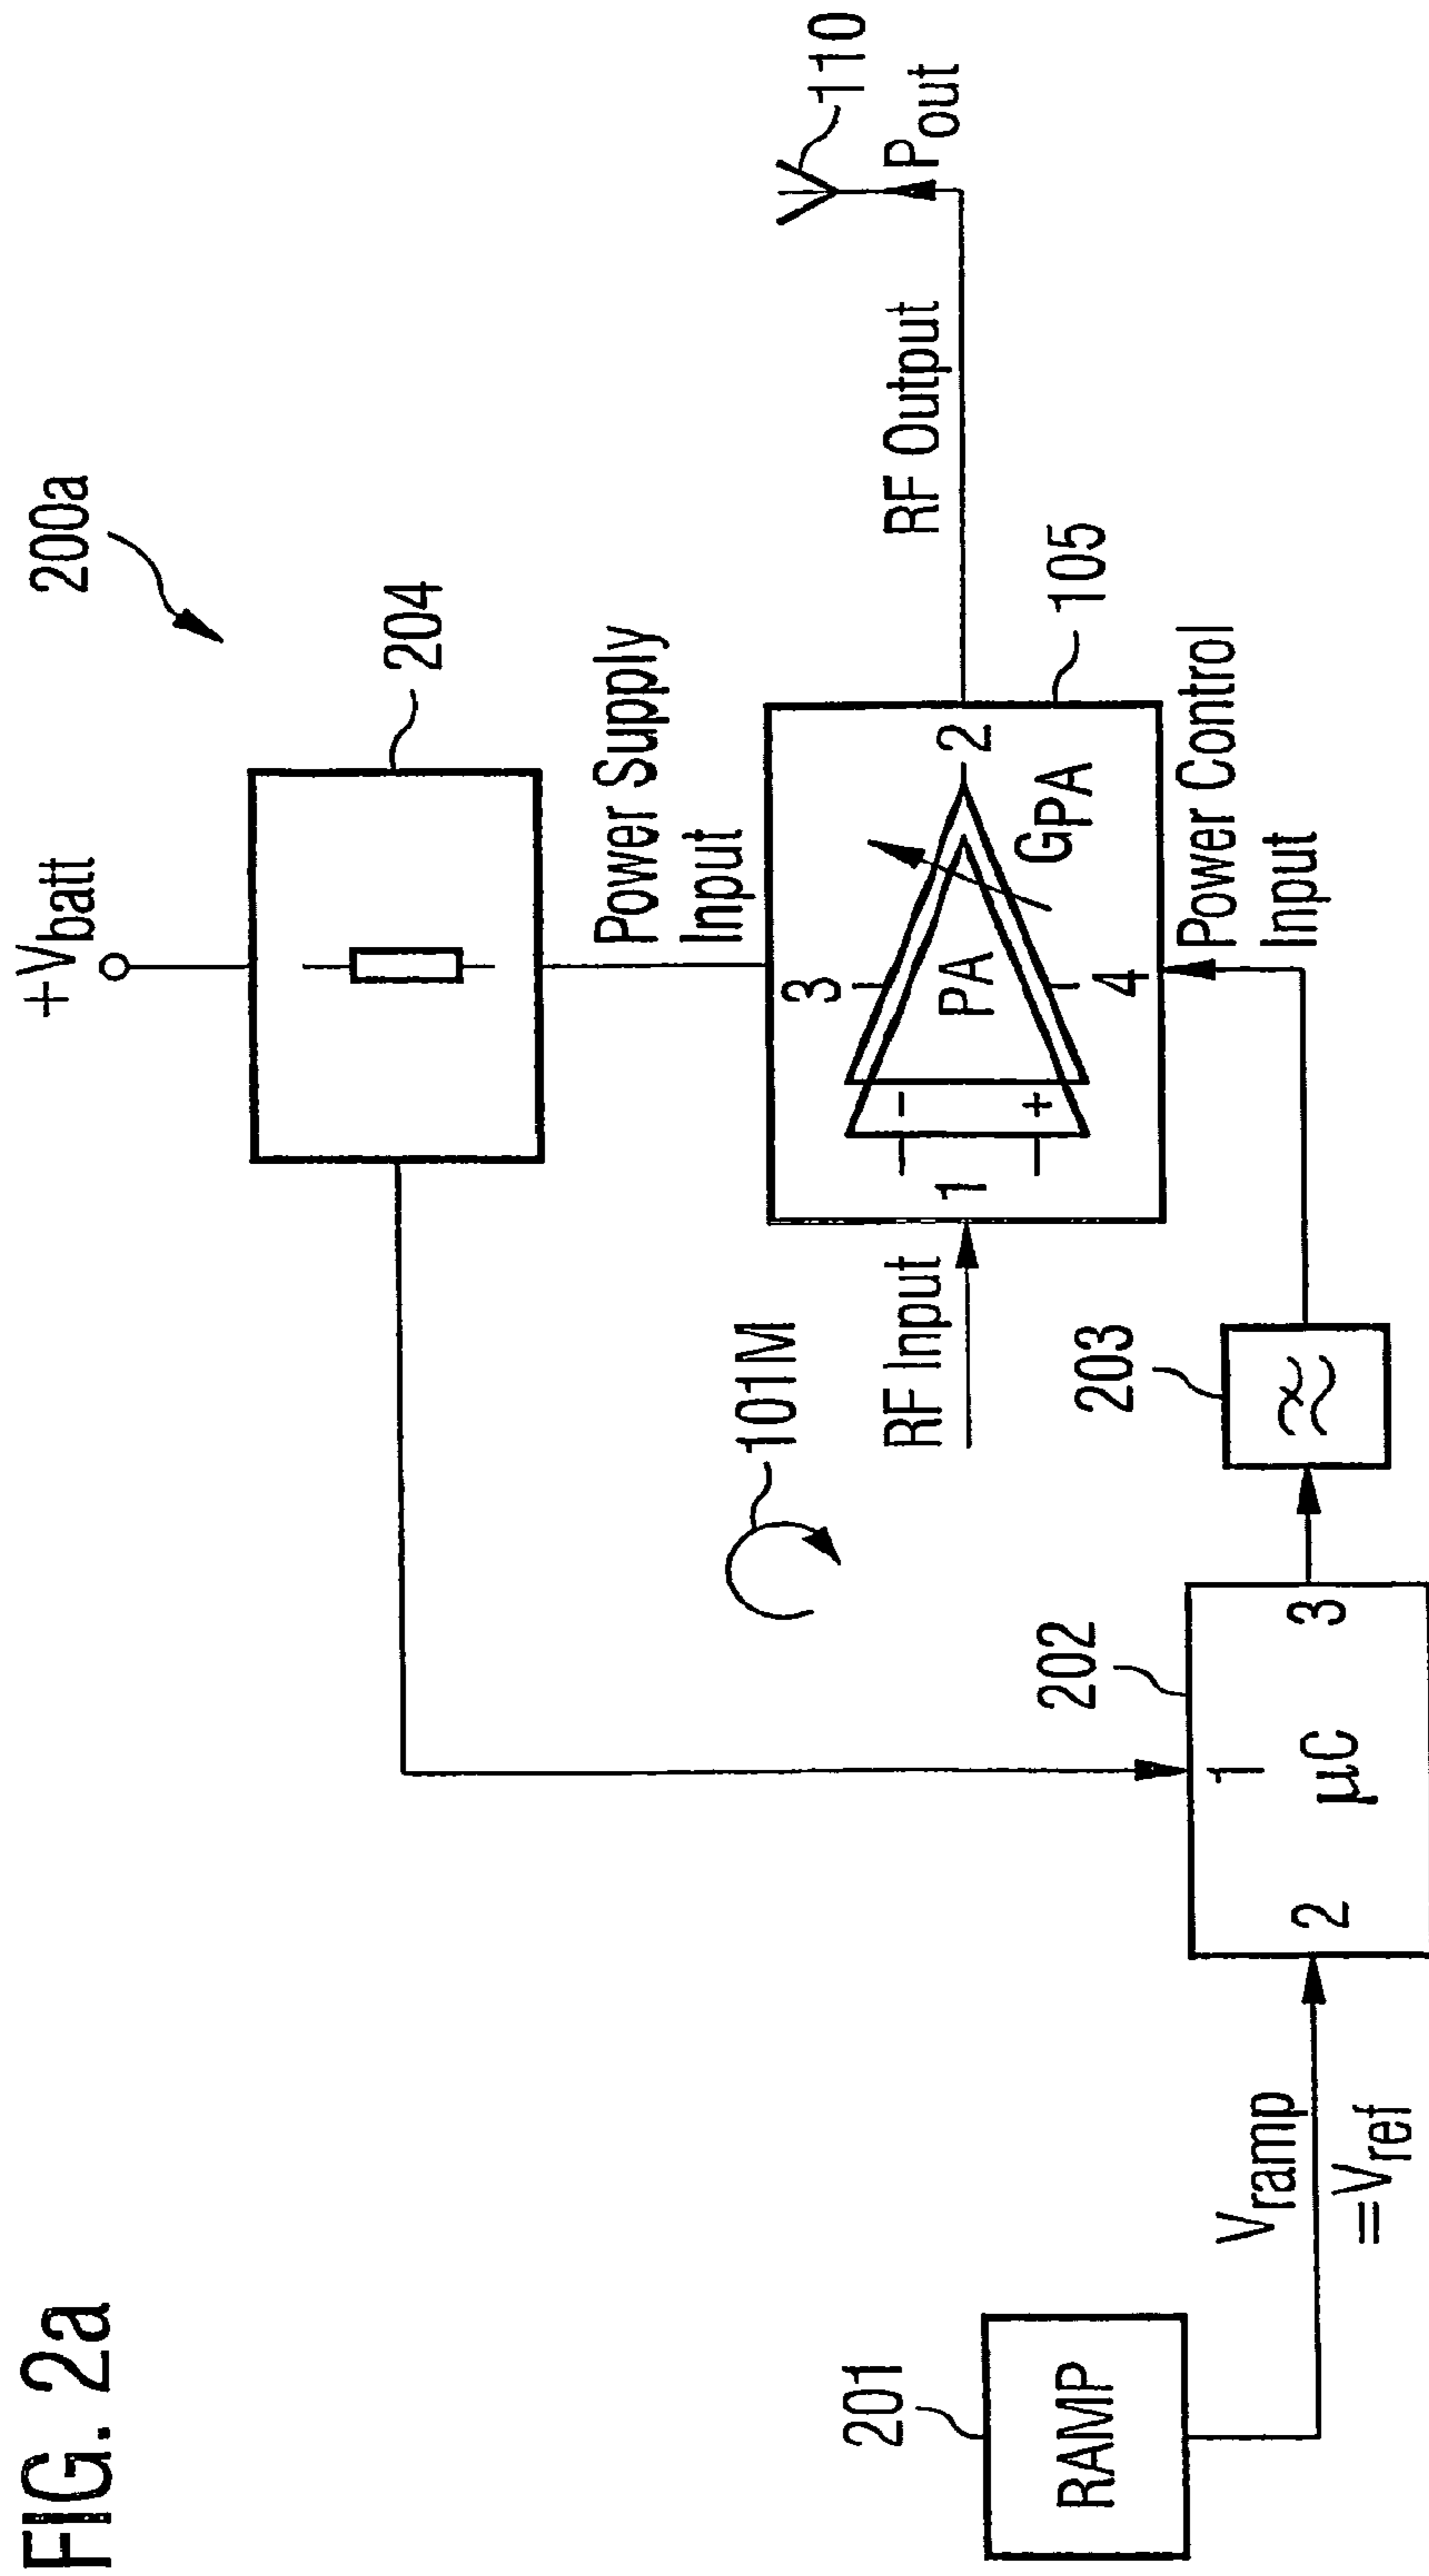 FIG. 2a
200a
+Vbatt
204
Power Supply
Input
101M
RF Input
1
-
+
3
PA
4
2
GPA
105
RF Output
110
Pout
Power Control
Input
203
202
1
2
µC
3
201
RAMP
Vramp
=Vref